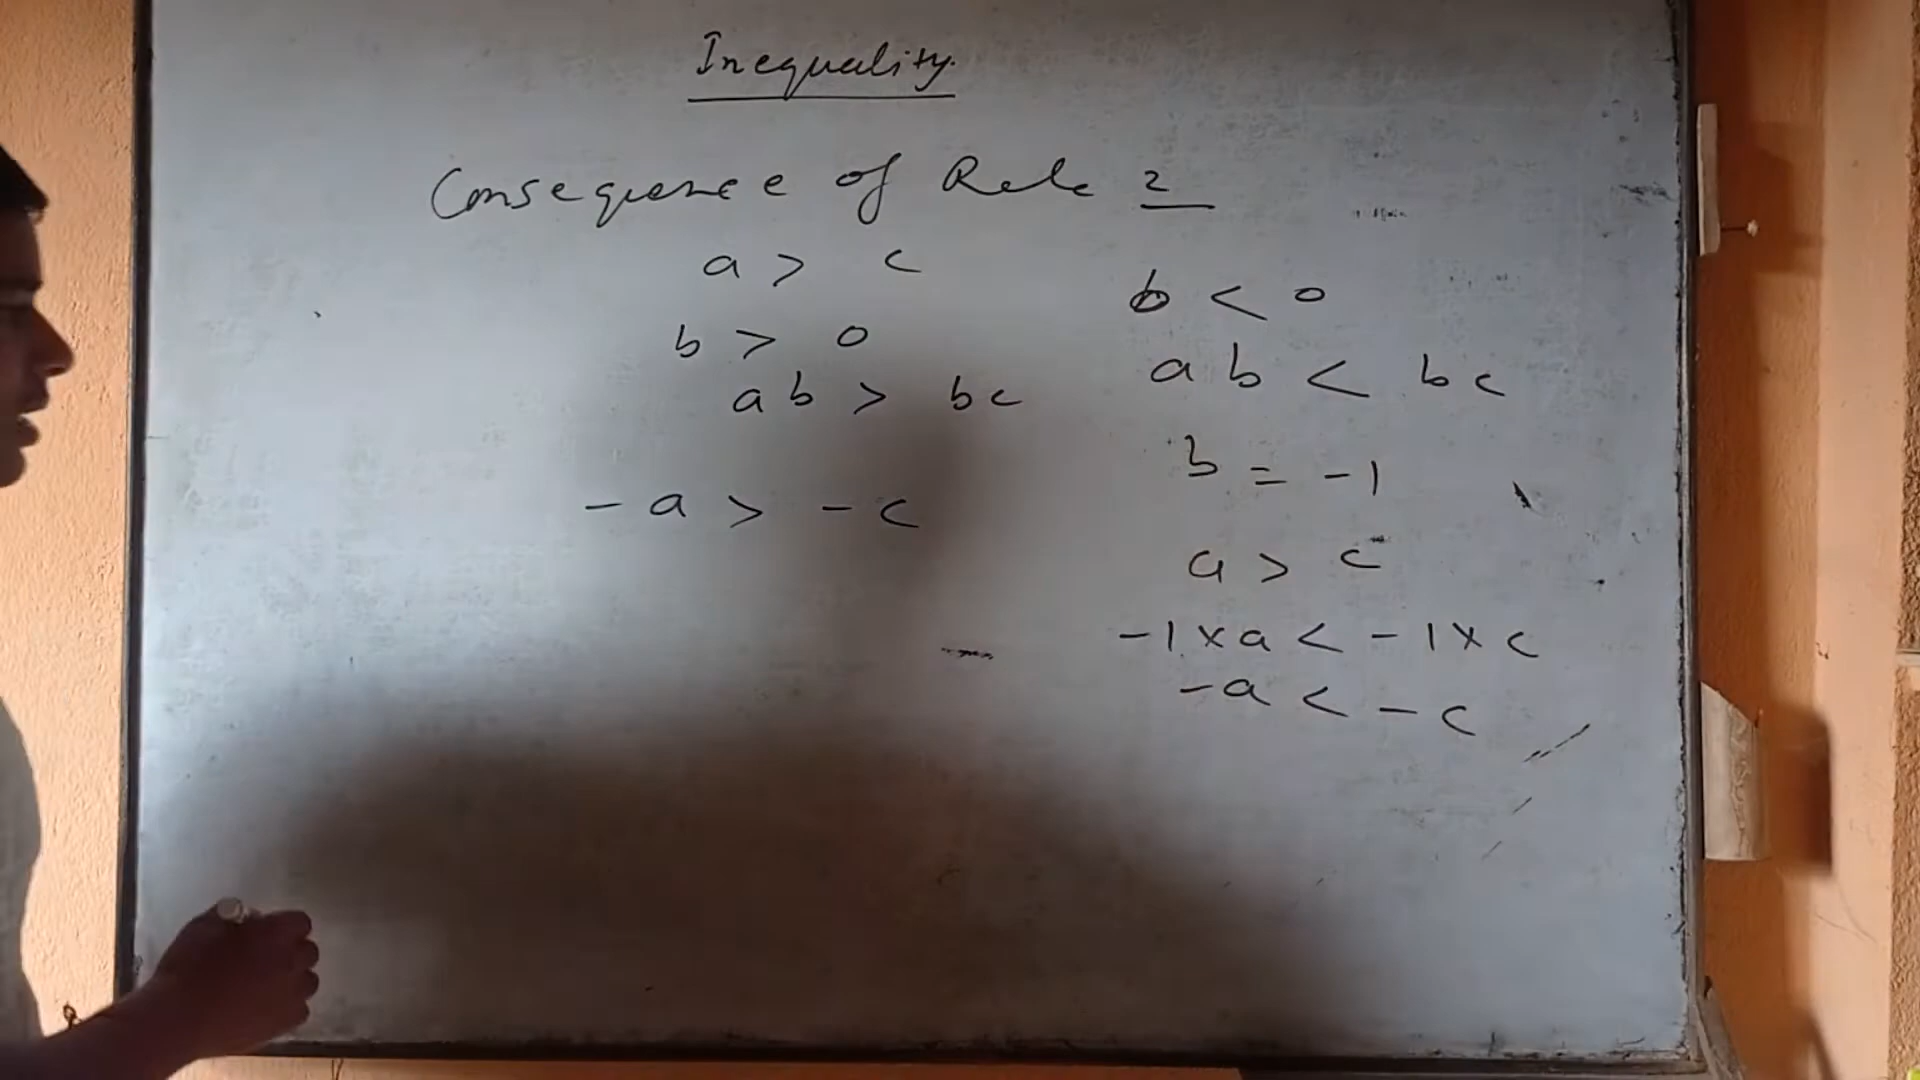 Inequality.
Consequence of Rule 2
a > c
b > 0
ab > bc
-a > -c
b < 0
ab < bc
b = -1
a > c
-1×a < -1×c
-a < -c